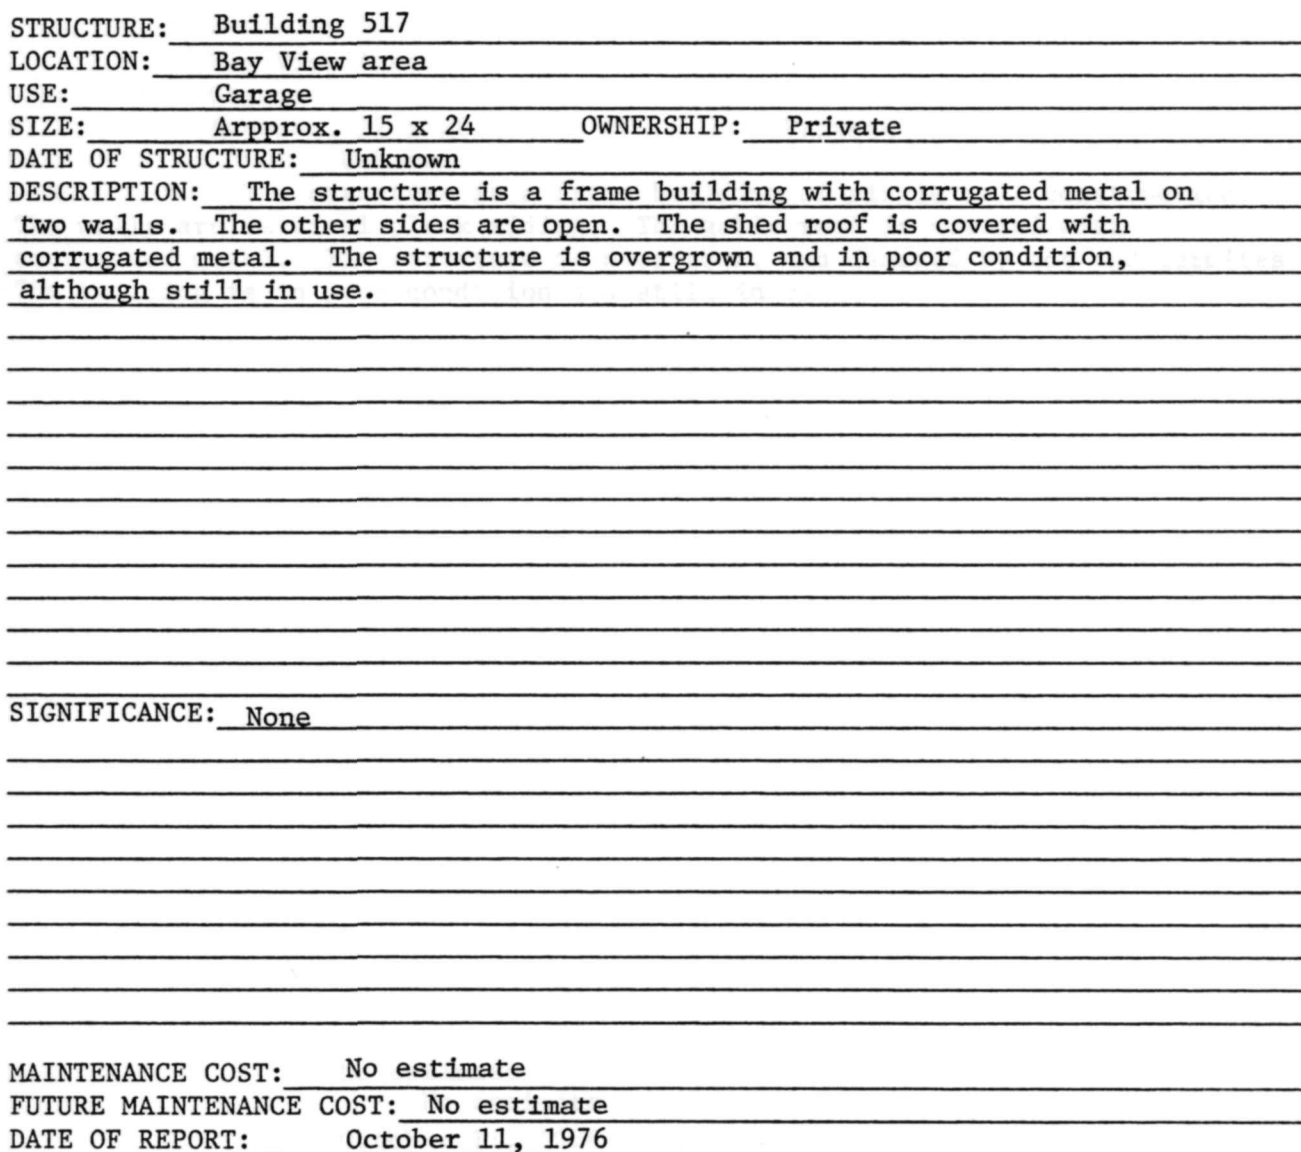 STRUCTURE: Building 517
LOCATION: Bay View area
USE: Garage
SIZE: Arpprox. 15 x 24 OWNERSHIP: Private
DATE OF STRUCTURE: Unknown
DESCRIPTION: The structure is a frame building with corrugated metal on
two walls. The other sides are open. The shed roof is covered with
corrugated metal. The structure is overgrown and in poor condition,
although still in use.
SIGNIFICANCE: None
MAINTENANCE COST: No estimate
FUTURE MAINTENANCE COST: No estimate
DATE OF REPORT: October 11, 1976